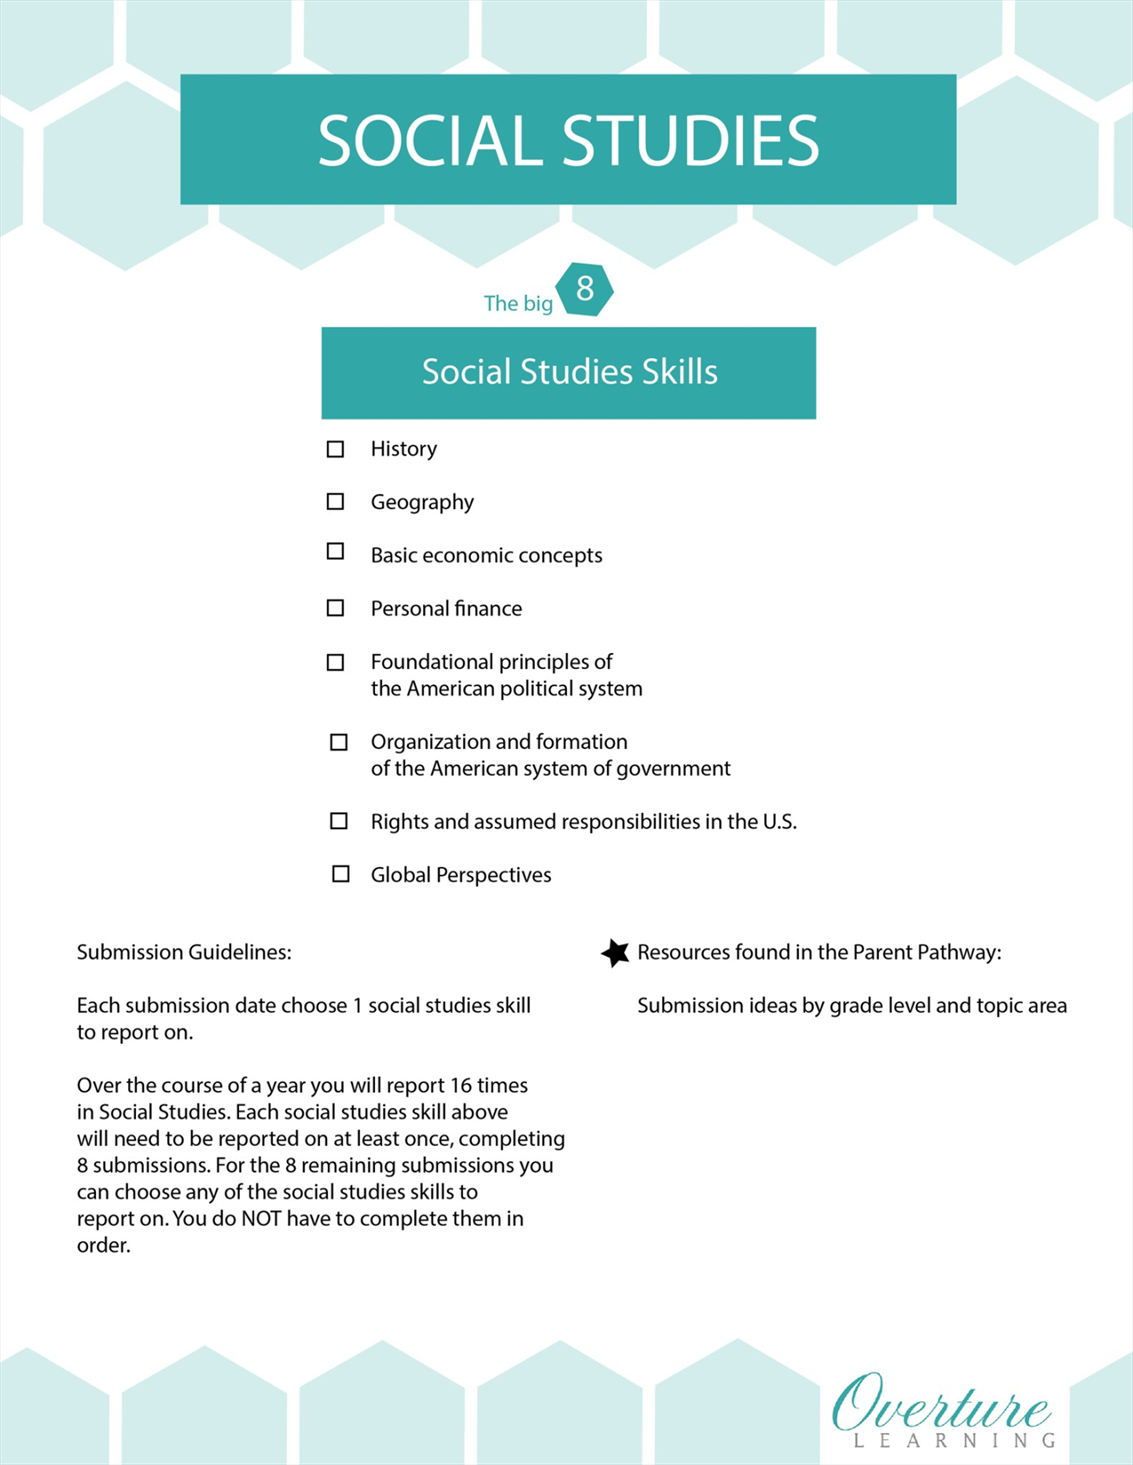 SOCIAL STUDIES
The big 8
Social Studies Skills
History
Geography
Basic economic concepts
Personal finance
Foundational principles of
the American political system
Organization and formation
of the American system of government
Rights and assumed responsibilities in the U.S.
Global Perspectives
Submission Guidelines:
Each submission date choose 1 social studies skill
to report on.
Over the course of a year you will report 16 times
in Social Studies. Each social studies skill above
will need to be reported on at least once, completing
8 submissions. For the 8 remaining submissions you
can choose any of the social studies skills to
report on. You do NOT have to complete them in
order.
Resources found in the Parent Pathway:
Submission ideas by grade level and topic area
Overture
LEARNING